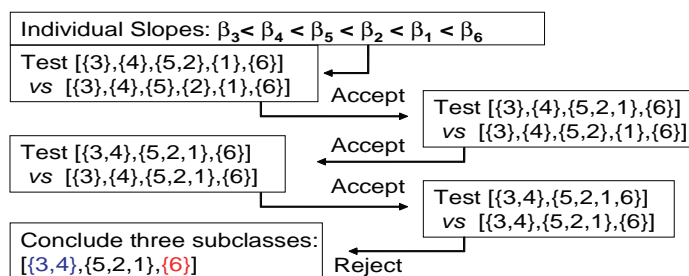 Individual Slopes: β3< β4 < β5 < β2 < β1 < β6
Test [{3},{4},{5,2},{1},{6}]
vs [{3},{4},{5},{2},{1},{6}]
Accept
Test [{3},{4},{5,2,1},{6}]
vs [{3},{4},{5,2},{1},{6}]
Accept
Test [{3,4},{5,2,1},{6}]
vs [{3},{4},{5,2,1},{6}]
Accept
Test [{3,4},{5,2,1,6]
vs [{3,4},{5,2,1},{6}]
Reject
Conclude three subclasses:
[{3,4},{5,2,1},{6}]